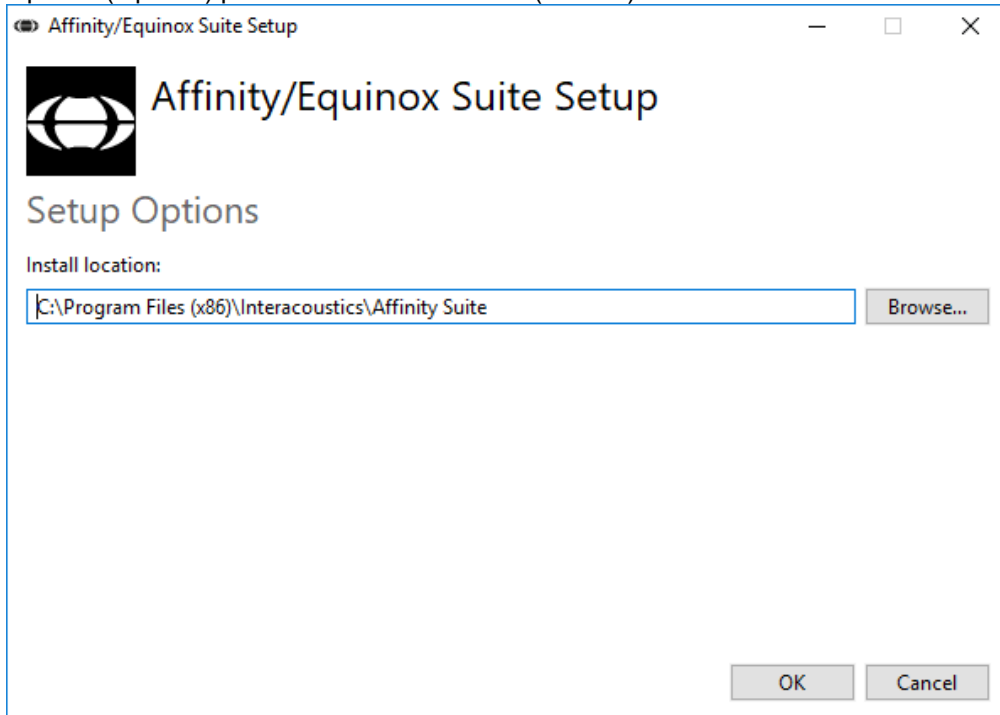 Affinity/Equinox Suite Setup
Affinity/Equinox Suite Setup
Setup Options
Install location:
C:\Program Files (x86)\Interacoustics\Affinity Suite
Browse...
OK
Cancel